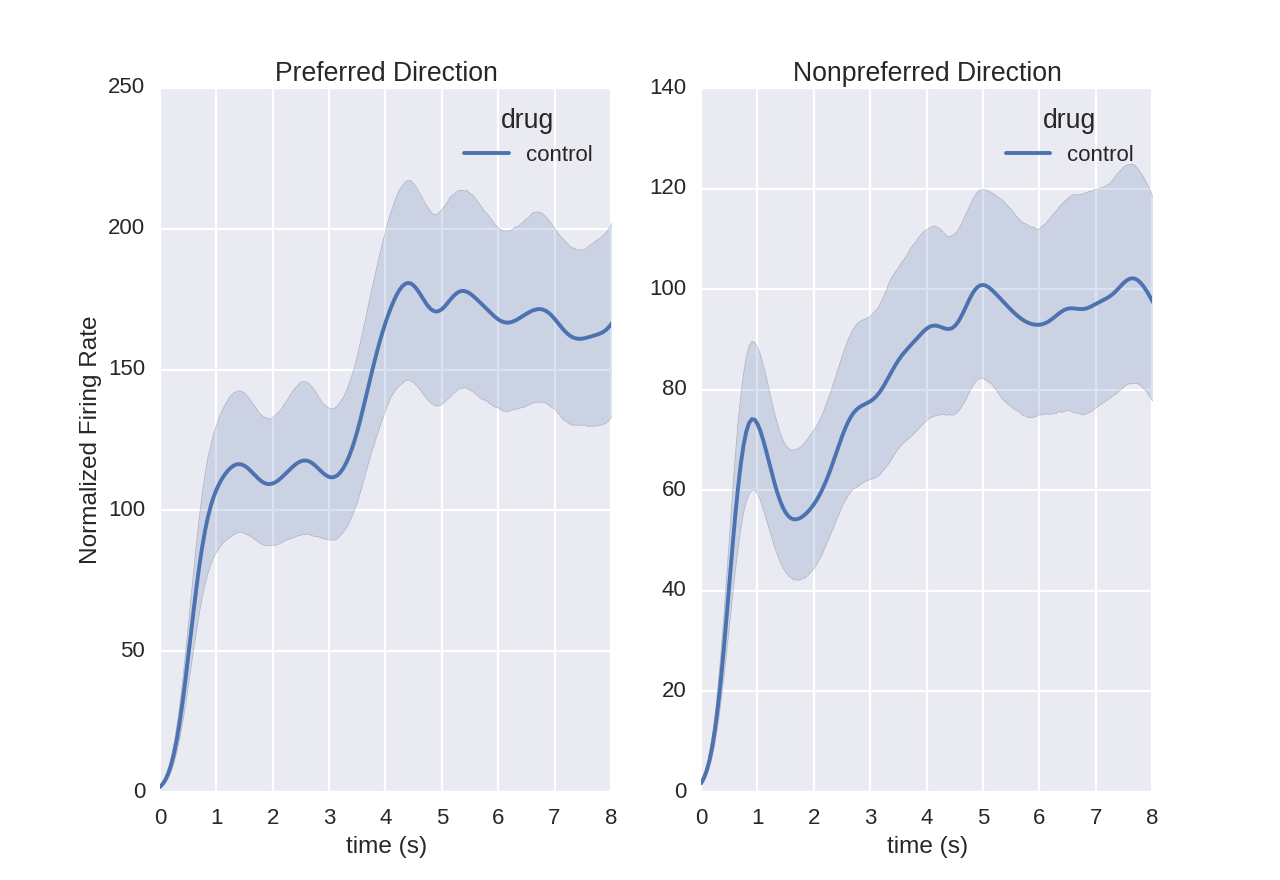 Preferred Direction
250
200
150
100
50
0
Normalized Firing Rate
drug
control
0 1 2 3 4 5 6 7 8
time (s)
Nonpreferred Direction
140
120
100
80
60
40
20
0
drug
control
0 1 2 3 4 5 6 7 8
time (s)